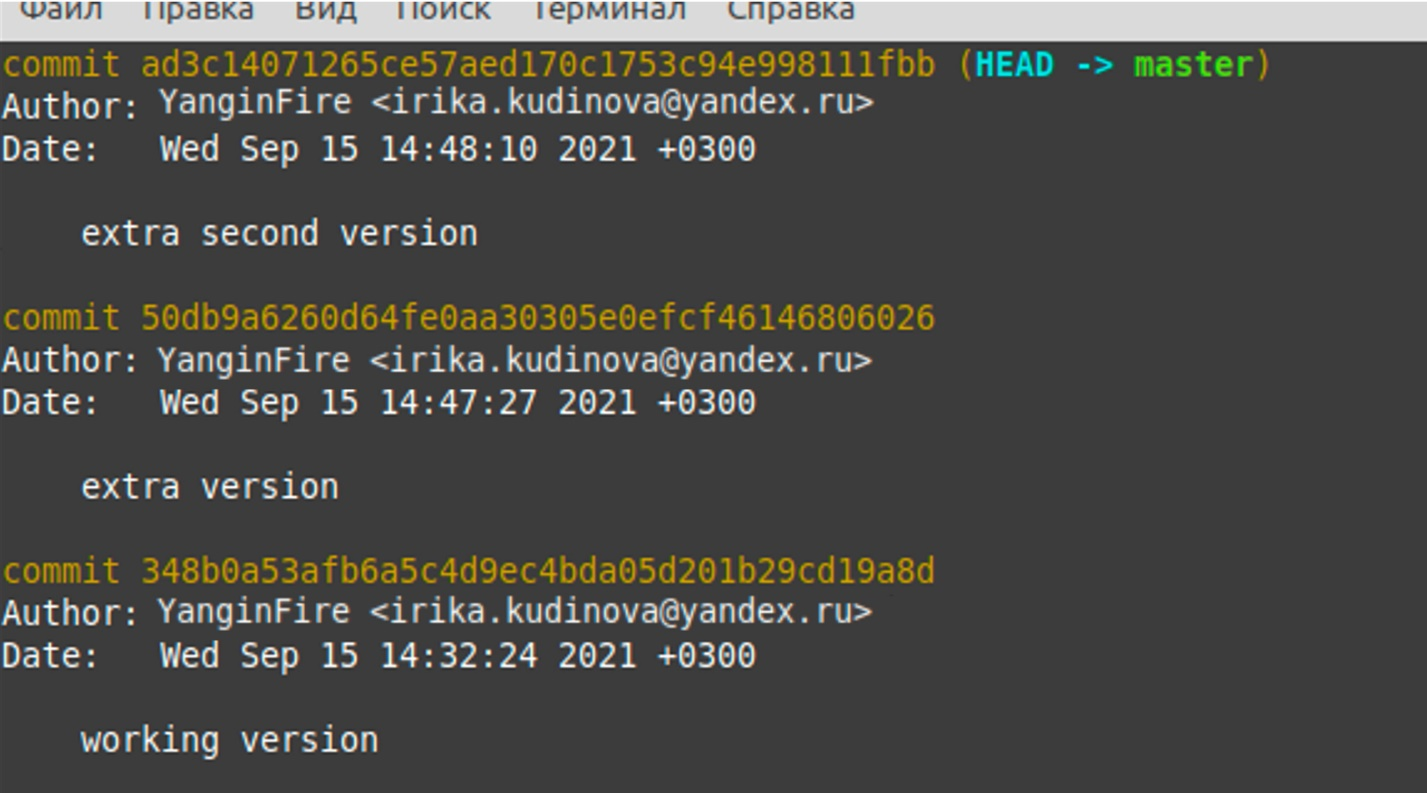 Файл Правка Вид Поиск Терминал Справка
commit ad3c14071265ce57aed170c1753c94e998111fbb (HEAD -> master)
Author: YanginFire <irika.kudinova@yandex.ru>
Date:   Wed Sep 15 14:48:10 2021 +0300
extra second version
commit 50db9a6260d64fe0aa30305e0efcf46146806026
Author: YanginFire <irika.kudinova@yandex.ru>
Date:   Wed Sep 15 14:47:27 2021 +0300
extra version
commit 348b0a53afb6a5c4d9ec4bda05d201b29cd19a8d
Author: YanginFire <irika.kudinova@yandex.ru>
Date:   Wed Sep 15 14:32:24 2021 +0300
working version